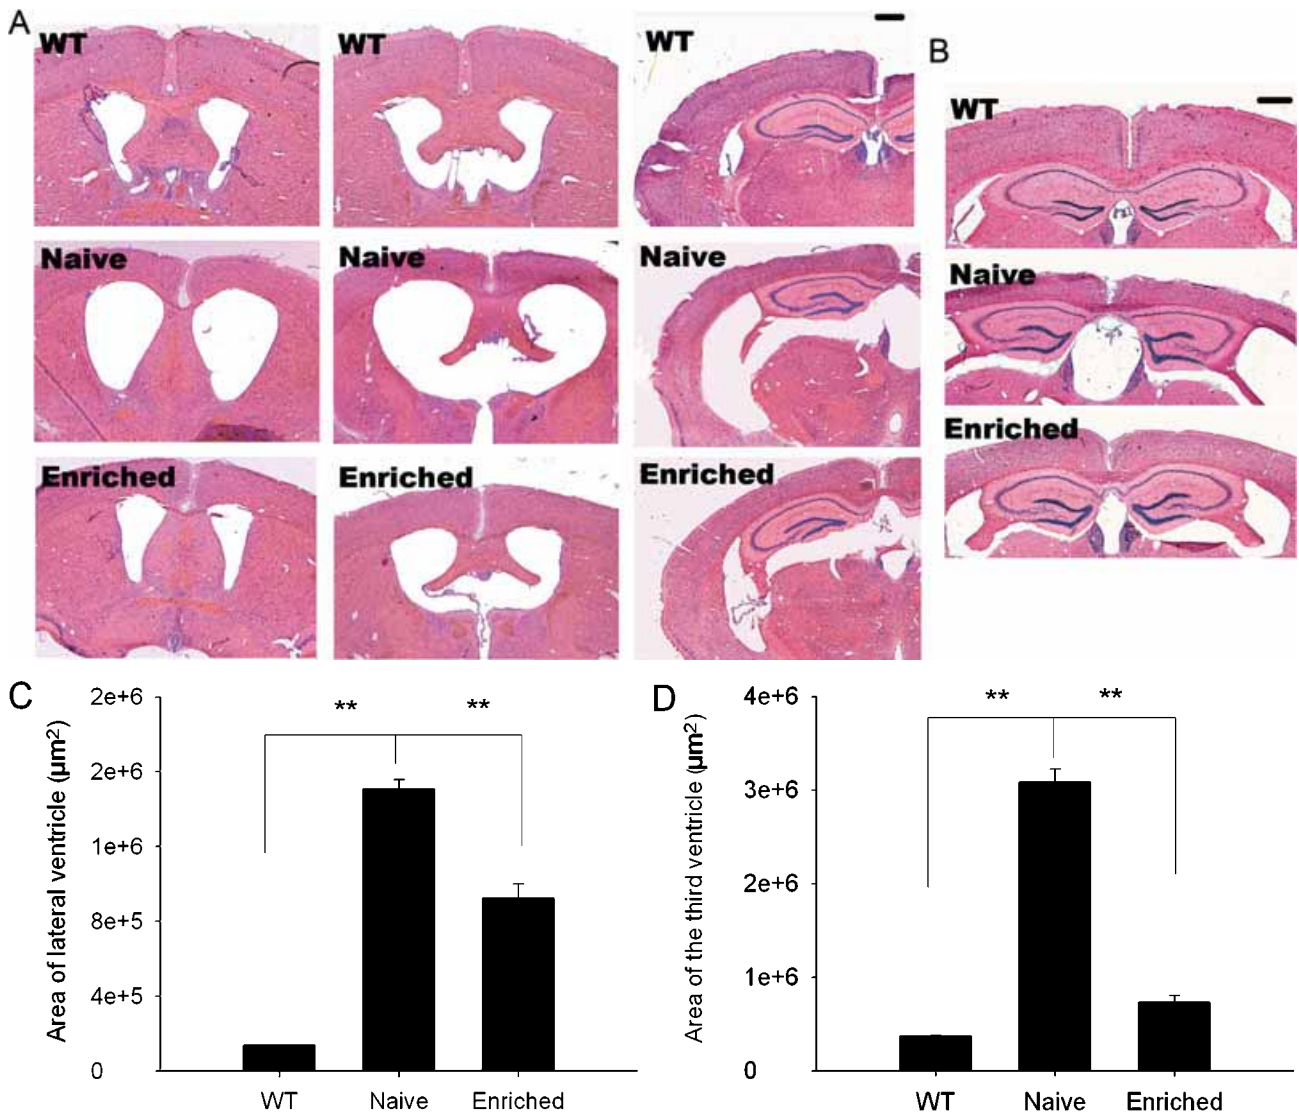 A
WT
WT
WT
B
WT
Naive
Naive
Naive
Naive
Enriched
Enriched
Enriched
Enriched
C
Area of lateral ventricle (µm²)
2e+6
2e+6
1e+6
8e+5
4e+5
0
**
**
WT
Naive
Enriched
D
Area of the third ventricle (µm²)
4e+6
3e+6
2e+6
1e+6
0
**
**
WT
Naive
Enriched